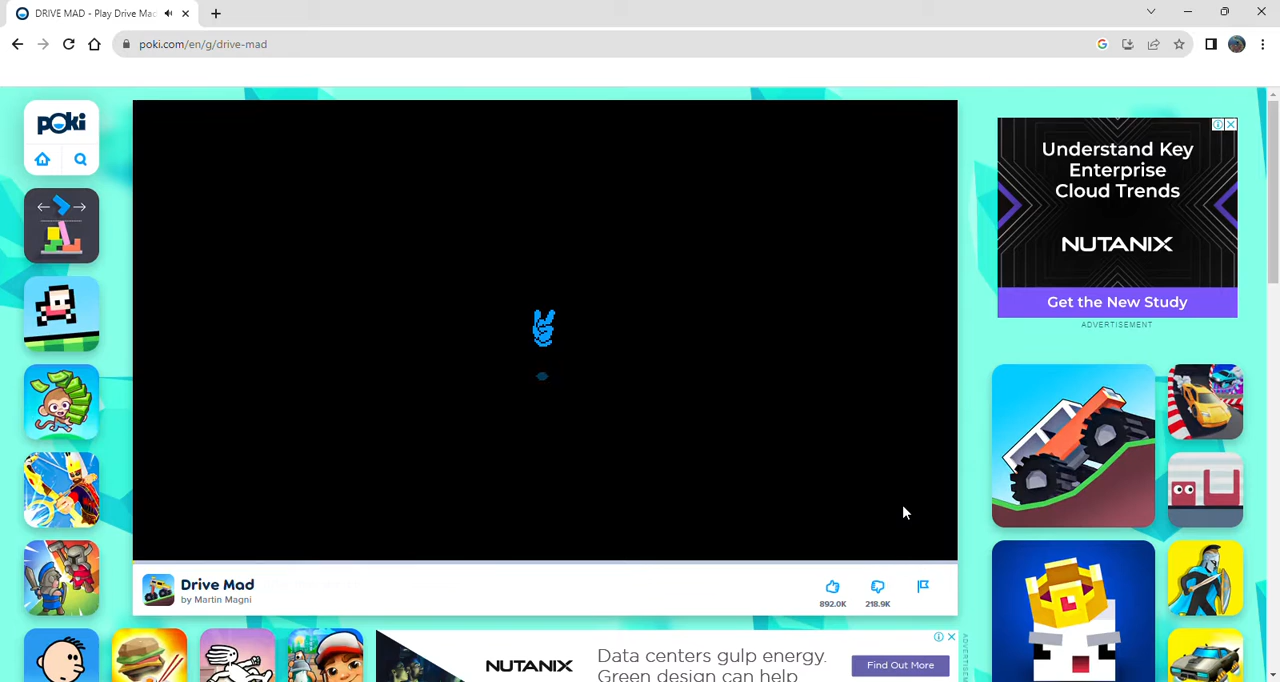 DRIVE MAD - Play Drive Mad
poki.com/en/g/drive-mad
poki
Understand Key
Enterprise
Cloud Trends
NUTANIX
Get the New Study
ADVERTISEMENT
Drive Mad
by Martin Magni
892.0K
218.9K
NUTANIX
Data centers gulp energy.
Green design can help
Find Out More
ADVERTISEMENT